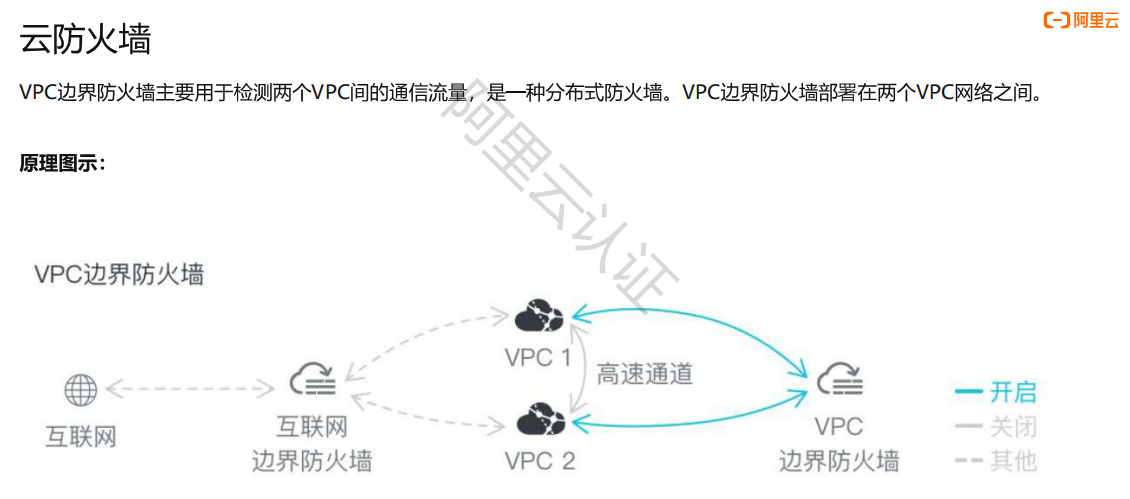 阿里云
云防火墙
VPC边界防火墙主要用于检测两个VPC间的通信流量，是一种分布式防火墙。VPC边界防火墙部署在两个VPC网络之间。
原理图示：
阿里云认证
VPC边界防火墙
VPC 1
高速通道
互联网
互联网
边界防火墙
VPC 2
VPC
边界防火墙
开启
关闭
其他